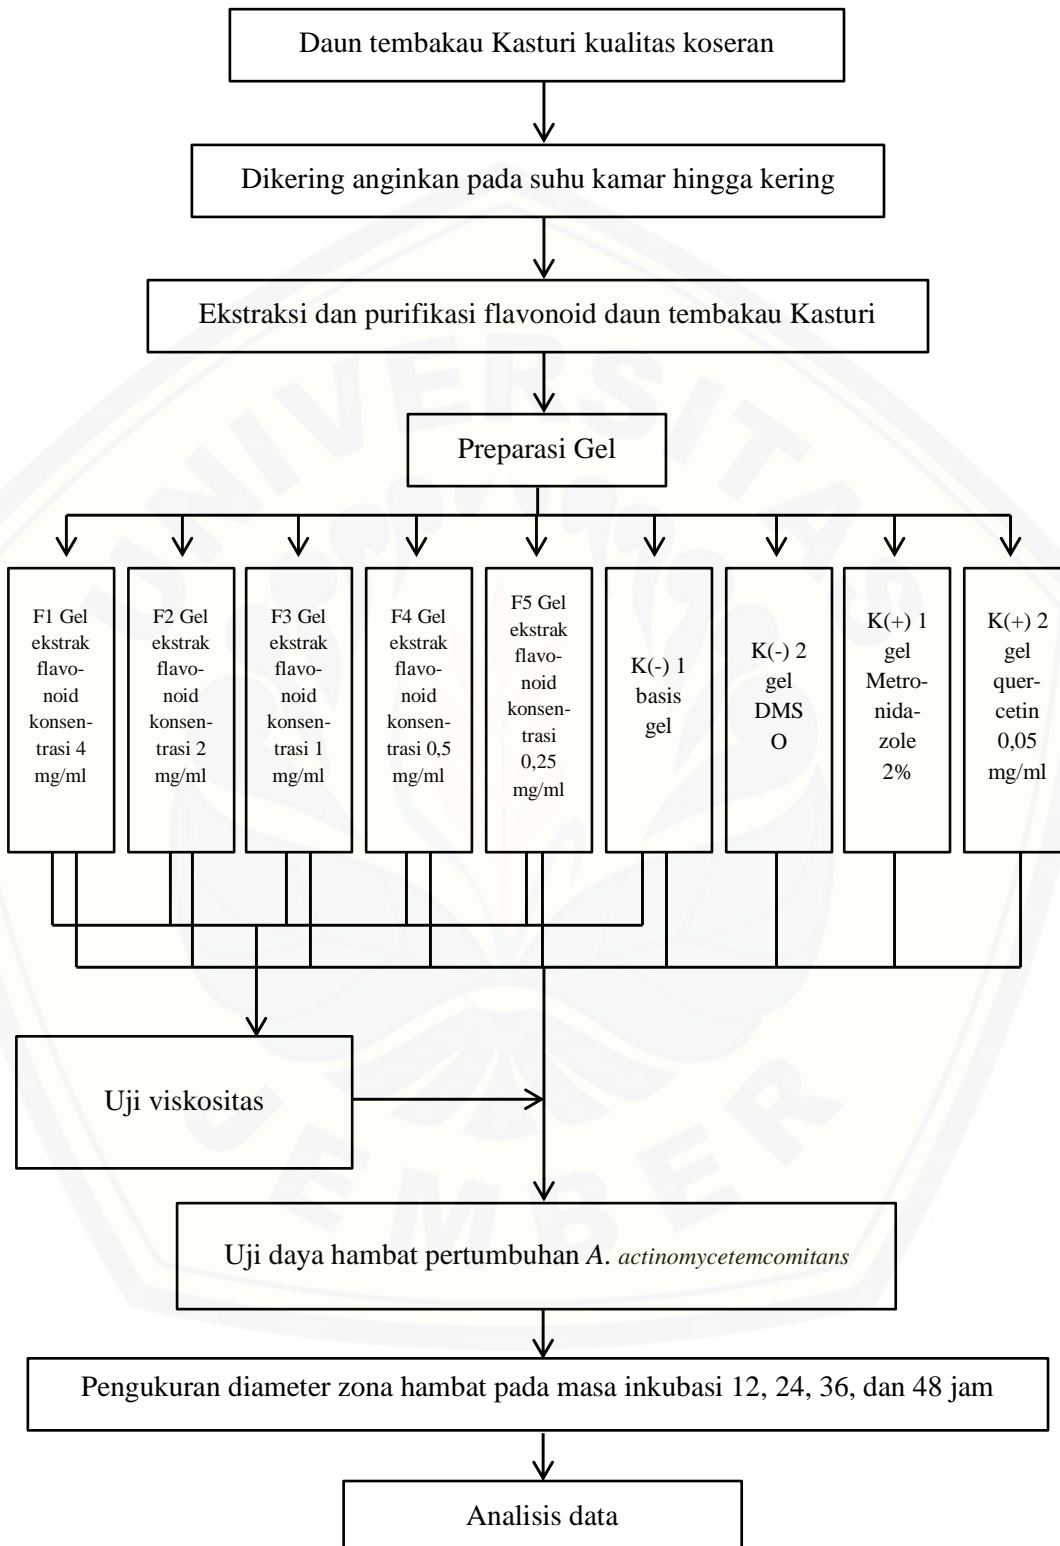 Daun tembakau Kasturi kualitas koseran
Dikering anginkan pada suhu kamar hingga kering
Ekstraksi dan purifikasi flavonoid daun tembakau Kasturi
Preparasi Gel
F1 Gel
ekstrak
flavo-
noid
konsen-
trasi 4
mg/ml
F2 Gel
ekstrak
flavo-
noid
konsen-
trasi 2
mg/ml
F3 Gel
ekstrak
flavo-
noid
konsen-
trasi 1
mg/ml
F4 Gel
ekstrak
flavo-
noid
konsen-
trasi 0,5
mg/ml
F5 Gel
ekstrak
flavo-
noid
konsen-
trasi
0,25
mg/ml
K(-) 1
basis
gel
K(-) 2
gel
DMS
O
K(+) 1
gel
Metro-
nida-
zole
2%
K(+) 2
gel
quer-
cetin
0,05
mg/ml
Uji viskositas
Uji daya hambat pertumbuhan A. actinomycetemcomitans
Pengukuran diameter zona hambat pada masa inkubasi 12, 24, 36, dan 48 jam
Analisis data
UNIVERSITAS
JEMBER